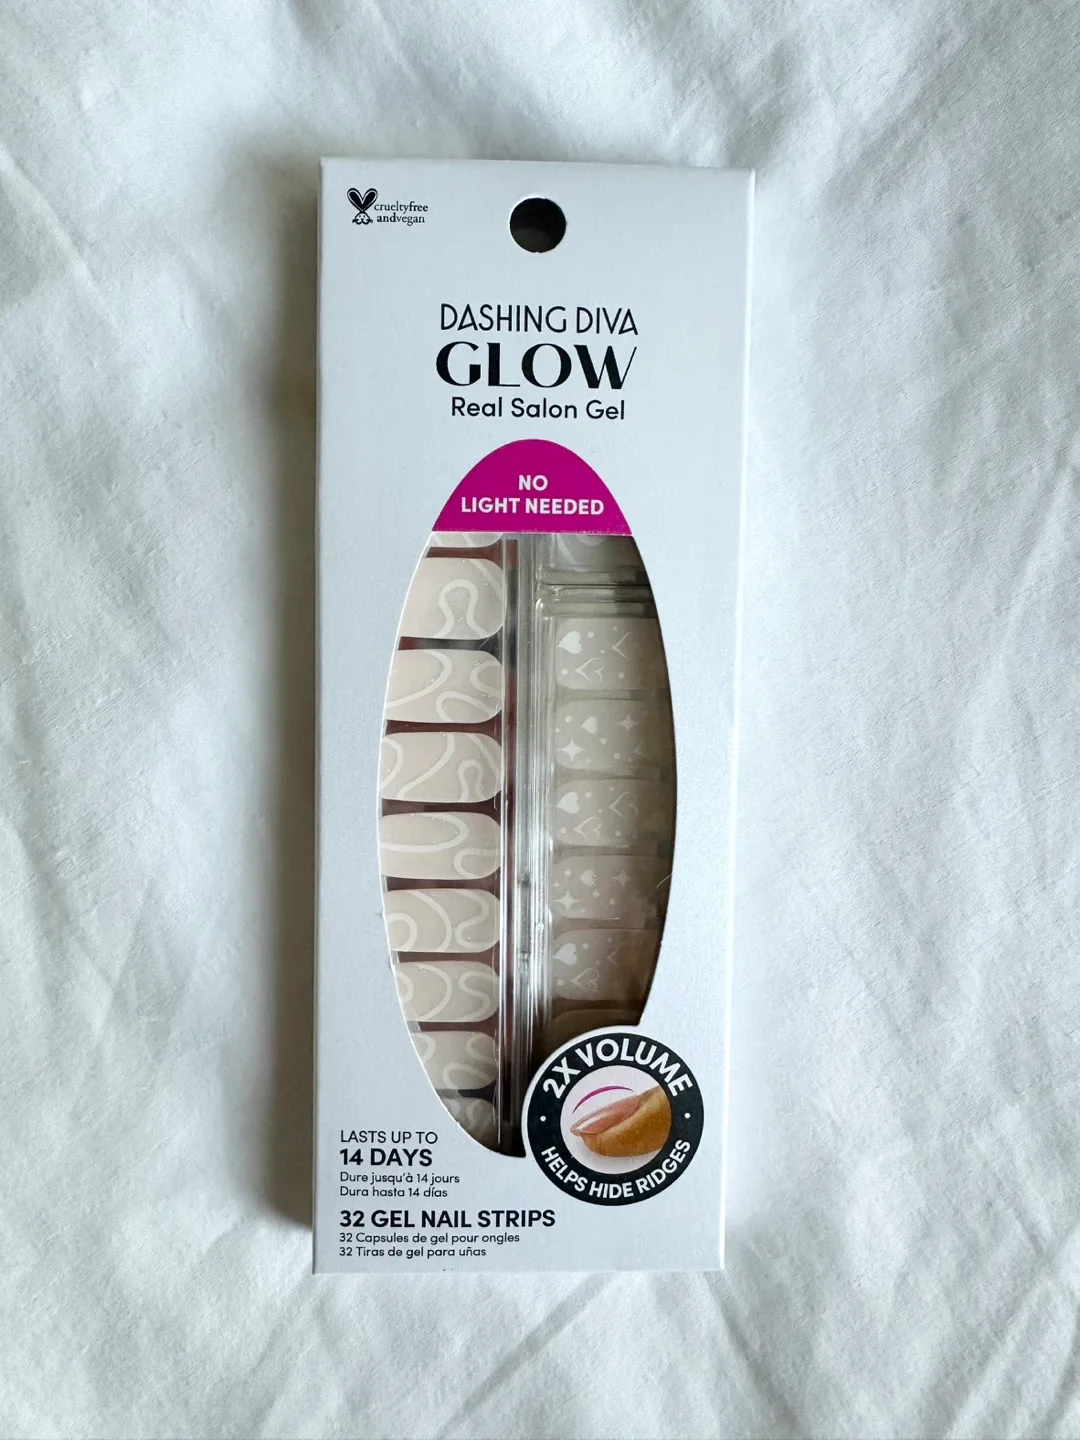 crueltyfree
andvegan
DASHING DIVA
GLOW
Real Salon Gel
NO
LIGHT NEEDED
2X VOLUME
HELPS HIDE RIDGES
LASTS UP TO
14 DAYS
Dure jusqu'à 14 jours
Dura hasta 14 días
32 GEL NAIL STRIPS
32 Capsules de gel pour ongles
32 Tiras de gel para uñas